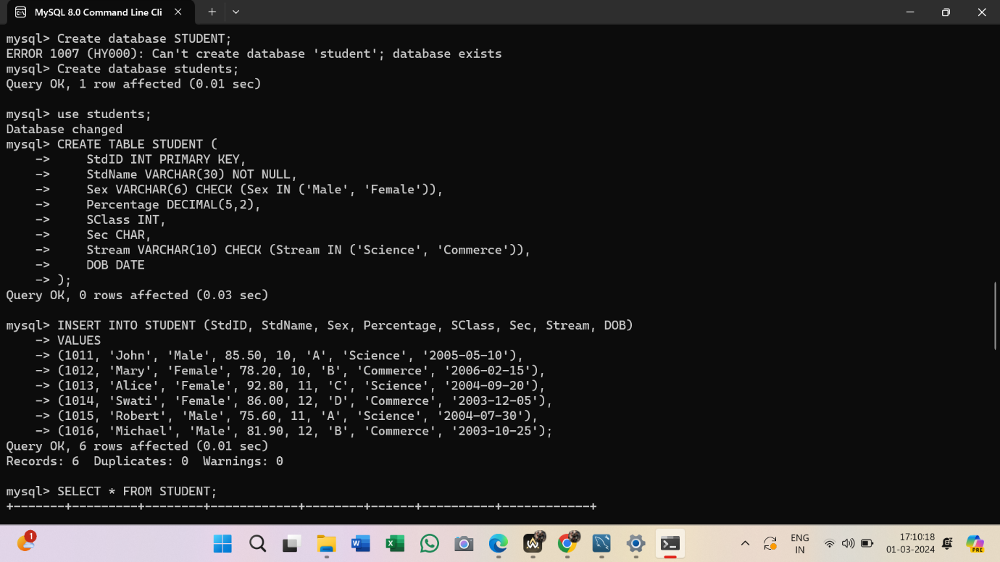 MySQL 8.0 Command Line Cli
mysql> Create database STUDENT;
ERROR 1007 (HY000): Can't create database 'student'; database exists
mysql> Create database students;
Query OK, 1 row affected (0.01 sec)
mysql> use students;
Database changed
mysql> CREATE TABLE STUDENT (
    ->     StdID INT PRIMARY KEY,
    ->     StdName VARCHAR(30) NOT NULL,
    ->     Sex VARCHAR(6) CHECK (Sex IN ('Male', 'Female')),
    ->     Percentage DECIMAL(5,2),
    ->     SClass INT,
    ->     Sec CHAR,
    ->     Stream VARCHAR(10) CHECK (Stream IN ('Science', 'Commerce')),
    ->     DOB DATE
    -> );
Query OK, 0 rows affected (0.03 sec)
mysql> INSERT INTO STUDENT (StdID, StdName, Sex, Percentage, SClass, Sec, Stream, DOB)
    -> VALUES
    -> (1011, 'John', 'Male', 85.50, 10, 'A', 'Science', '2005-05-10'),
    -> (1012, 'Mary', 'Female', 78.20, 10, 'B', 'Commerce', '2006-02-15'),
    -> (1013, 'Alice', 'Female', 92.80, 11, 'C', 'Science', '2004-09-20'),
    -> (1014, 'Swati', 'Female', 86.00, 12, 'D', 'Commerce', '2003-12-05'),
    -> (1015, 'Robert', 'Male', 75.60, 11, 'A', 'Science', '2004-07-30'),
    -> (1016, 'Michael', 'Male', 81.90, 12, 'B', 'Commerce', '2003-10-25');
Query OK, 6 rows affected (0.01 sec)
Records: 6  Duplicates: 0  Warnings: 0
mysql> SELECT * FROM STUDENT;
+-------+---------+--------+------------+--------+------+----------+------------+
1
W
X
PRE
ENG
IN
17:10:18
01-03-2024